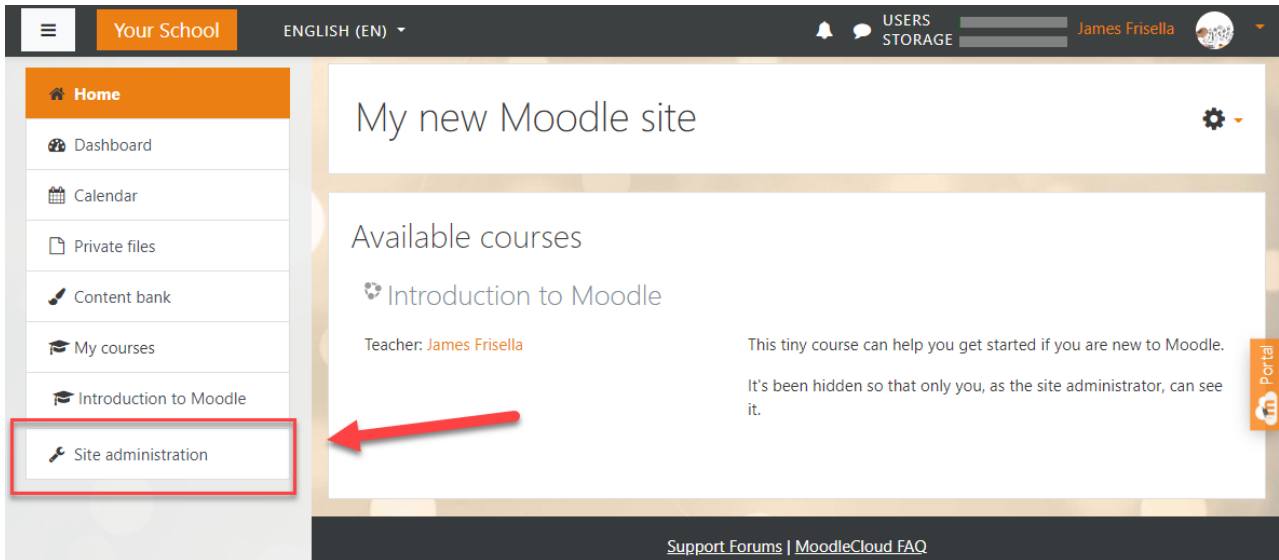 Your School
ENGLISH (EN)
USERS
STORAGE
James Frisella
Home
Dashboard
Calendar
Private files
Content bank
My courses
Introduction to Moodle
Site administration
My new Moodle site
Available courses
Introduction to Moodle
Teacher: James Frisella
This tiny course can help you get started if you are new to Moodle.
It's been hidden so that only you, as the site administrator, can see
it.
Portal
Support Forums | MoodleCloud FAQ